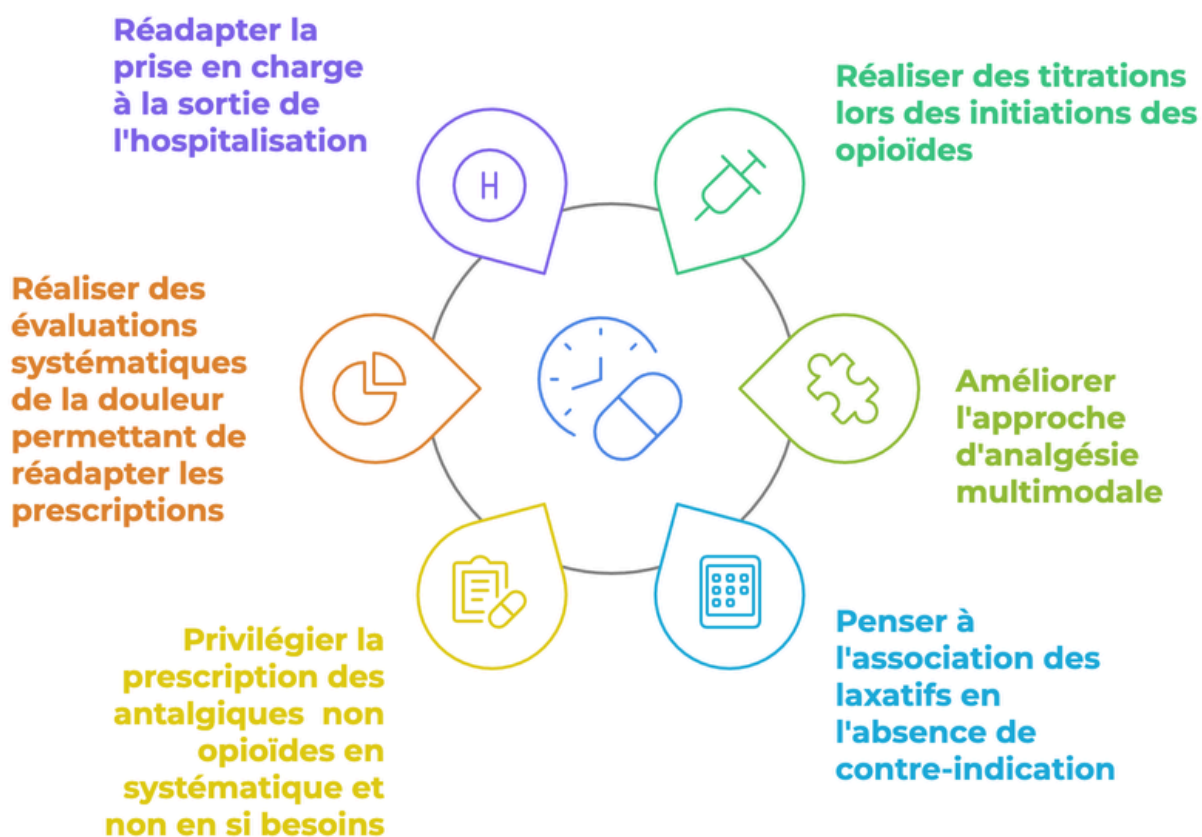 Réadapter la
prise en charge
à la sortie de
l'hospitalisation
H
Réaliser des titrations
lors des initiations des
opioïdes
Réaliser des
évaluations
systématiques
de la douleur
permettant de
réadapter les
prescriptions
Améliorer
l'approche
d'analgésie
multimodale
Privilégier la
prescription des
antalgiques  non
opioïdes en
systématique et
non en si besoins
Penser à
l'association des
laxatifs en
l'absence de
contre-indication